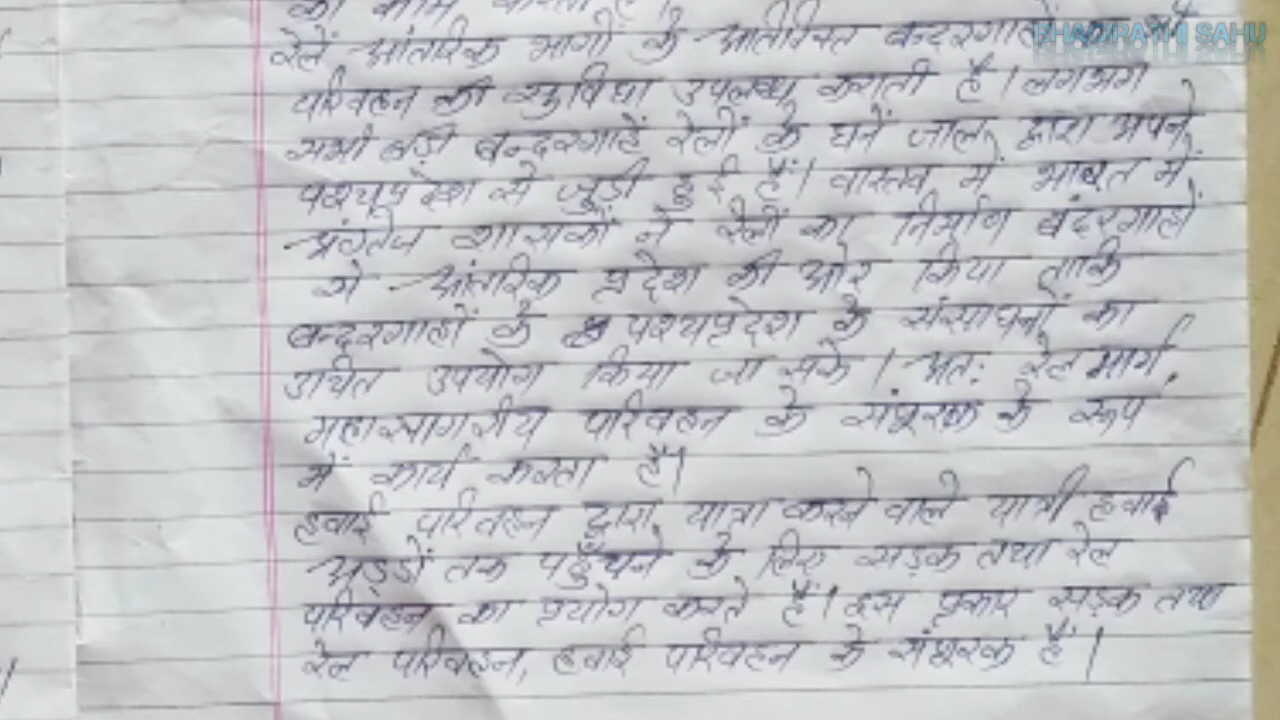 का काम करता है।
रेलें आंतरिक भागों के अतिरिक्त बन्दरगाहों
BHAGIRATHI SAHU
परिवहन की सुविधा उपलब्ध कराती है। लगभग
सभी बड़े बन्दरगाहें रेलों के घनें जाल द्वारा अपने
पश्चप्रदेश से जुड़ी हुई हैं। वास्तव में भारत में
अंग्रेज शासकों ने रेलों का निर्माण बंदरगाहों
से आंतरिक प्रदेश की ओर किया ताकि
बन्दरगाहों के पश्चप्रदेश के संसाधनों का
उचित उपयोग किया जा सके। अतः रेल मार्ग
महासागरीय परिवहन के संपूरक के रूप
में कार्य करता है।
हवाई परिवहन द्वारा यात्रा करने वाले यात्री हवाई
अड्डों तक पहुँचने के लिए सड़क तथा रेल
परिवहन का प्रयोग करते हैं। इस प्रकार सड़क तथा
रेल परिवहन, हवाई परिवहन के संपूरक हैं।